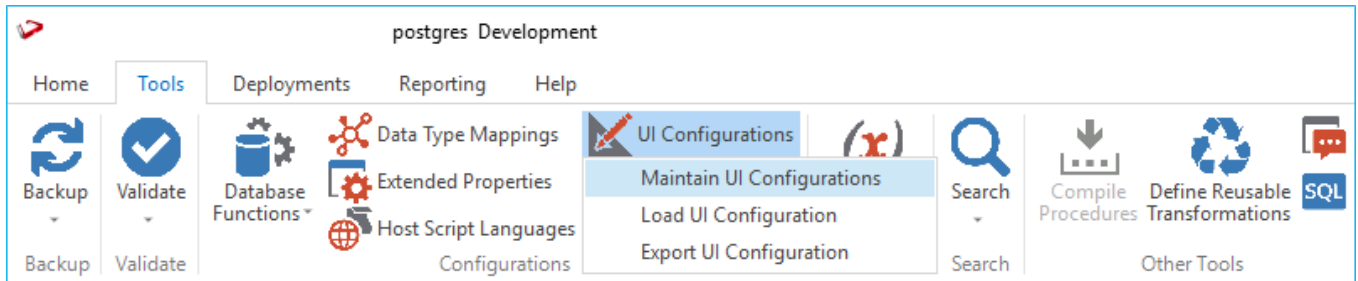 postgres Development
Home Tools Deployments Reporting Help
Data Type Mappings
UI Configurations
(x)
Maintain UI Configurations
Backup
Validate
Database
Functions
Extended Properties
Search
Compile
Procedures
Define Reusable
Transformations
SQL
Load UI Configuration
Host Script Languages
Export UI Configuration
Backup Validate Configurations Search Other Tools